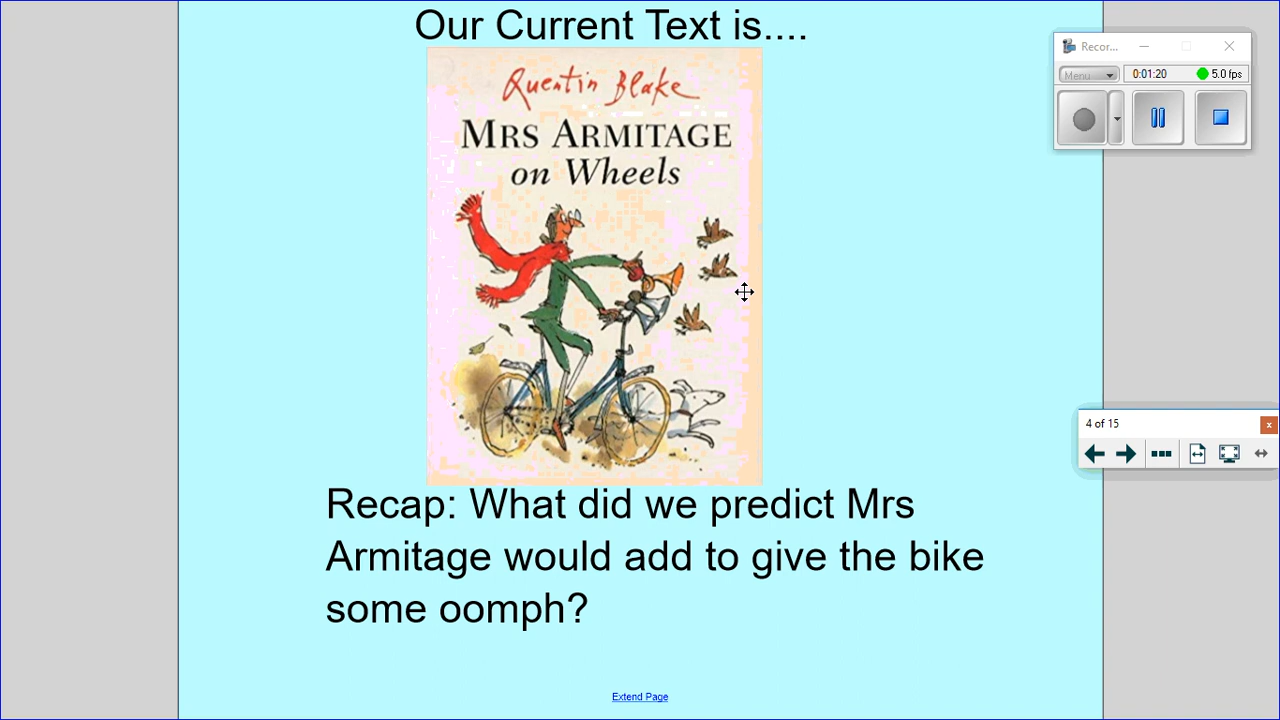 Our Current Text is....
Quentin Blake
MRS ARMITAGE
on Wheels
Recap: What did we predict Mrs
Armitage would add to give the bike
some oomph?
Extend Page
Recor...
Menu
0:01:20
5.0 fps
4 of 15